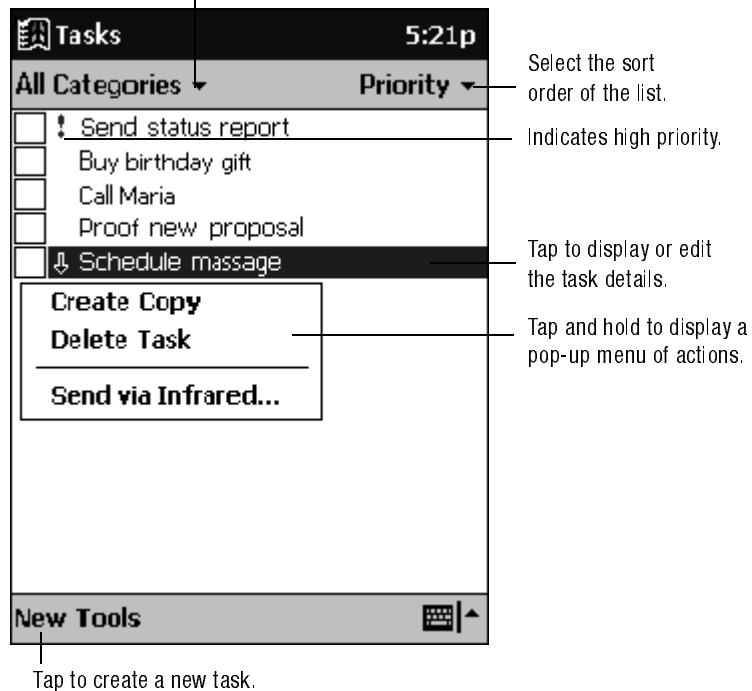 Tasks 5:21p
All Categories Priority
Select the sort
order of the list.
! Send status report
Indicates high priority.
Buy birthday gift
Call Maria
Proof new proposal
Schedule massage
Tap to display or edit
the task details.
Create Copy
Delete Task
Send via Infrared...
Tap and hold to display a
pop-up menu of actions.
New Tools
Tap to create a new task.